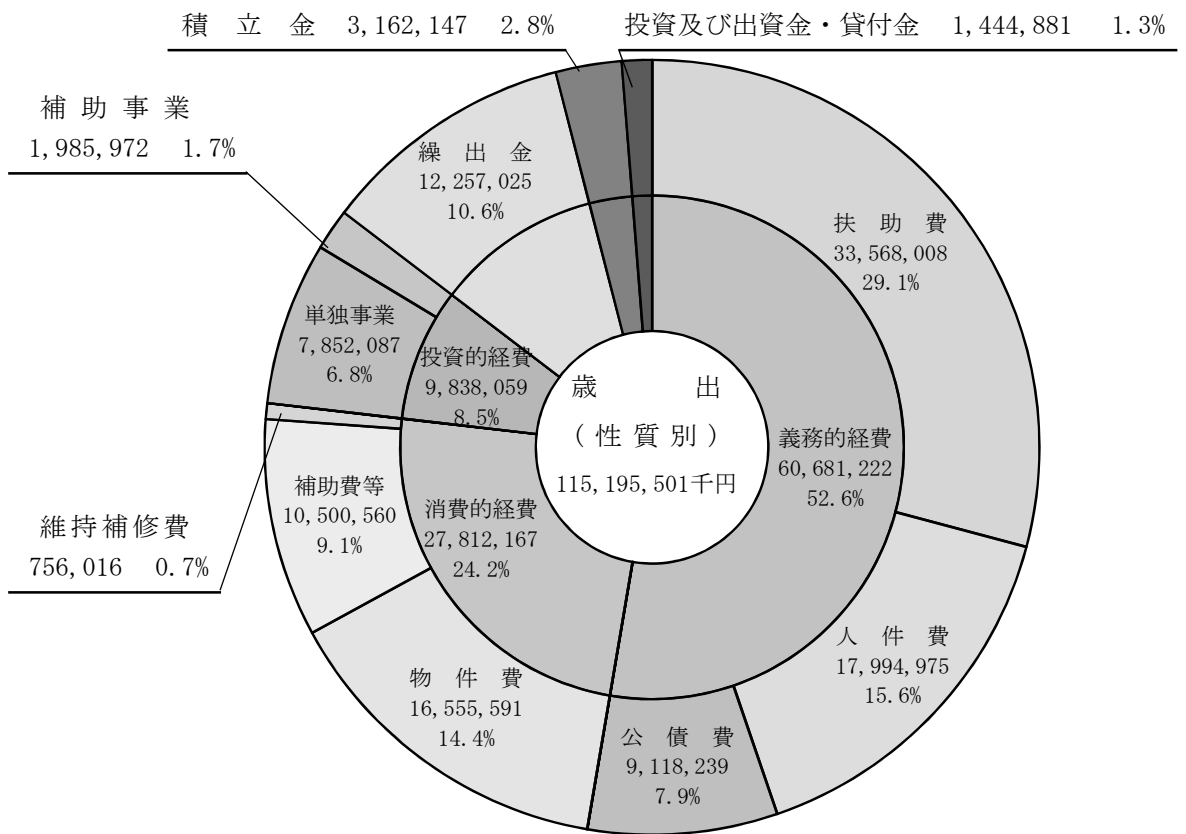 積 立 金 3,162,147 2.8%
投資及び出資金・貸付金 1,444,881 1.3%
補 助 事 業
1,985,972 1.7%
繰 出 金
12,257,025
10.6%
扶 助 費
33,568,008
29.1%
単独事業
7,852,087
6.8%
投資的経費
9,838,059
8.5%
歳 出
(性質別)
115,195,501千円
義務的経費
60,681,222
52.6%
補助費等
10,500,560
9.1%
消費的経費
27,812,167
24.2%
維持補修費
756,016 0.7%
人 件 費
17,994,975
15.6%
物 件 費
16,555,591
14.4%
公 債 費
9,118,239
7.9%